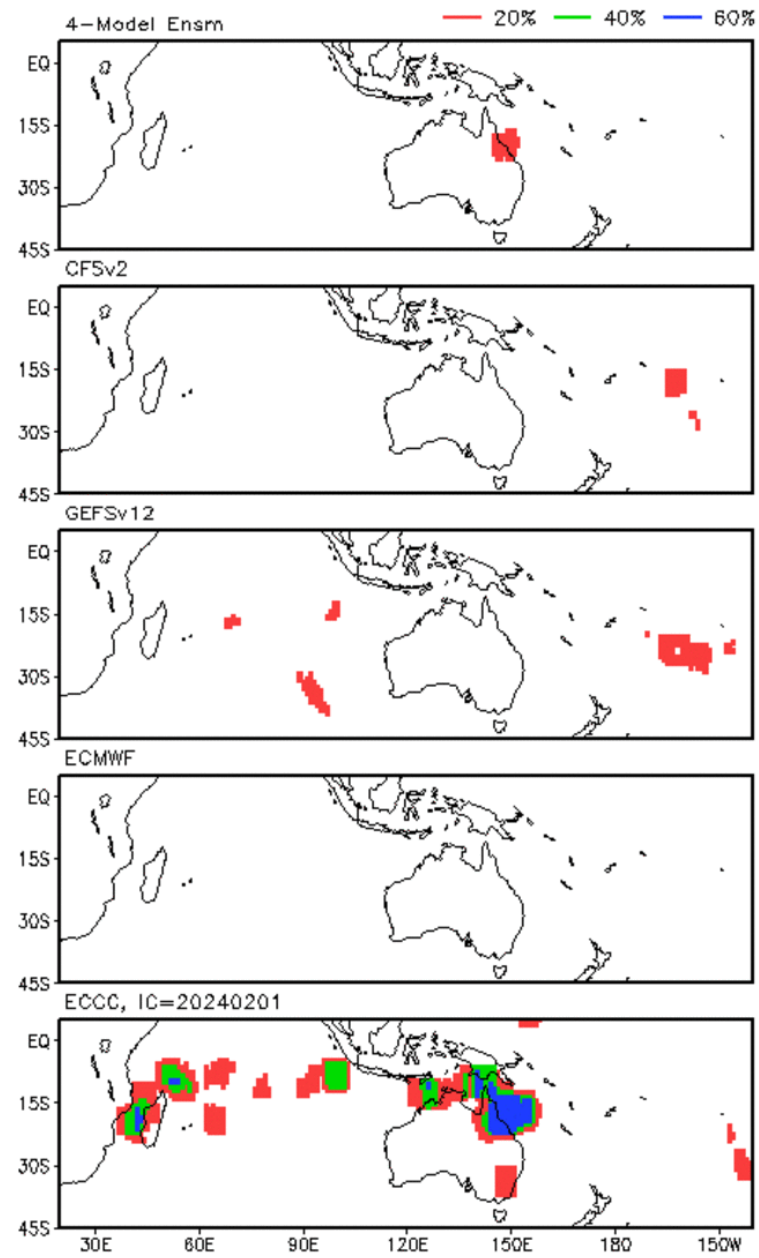 4-Model Ensm 20% 40% 60%
EQ
15S
30S
45S
CFSv2
EQ
15S
30S
45S
GEFSv12
EQ
15S
30S
45S
ECMWF
EQ
15S
30S
45S
ECCC, IC=20240201
EQ
15S
30S
45S
30E 60E 90E 120E 150E 180 150W